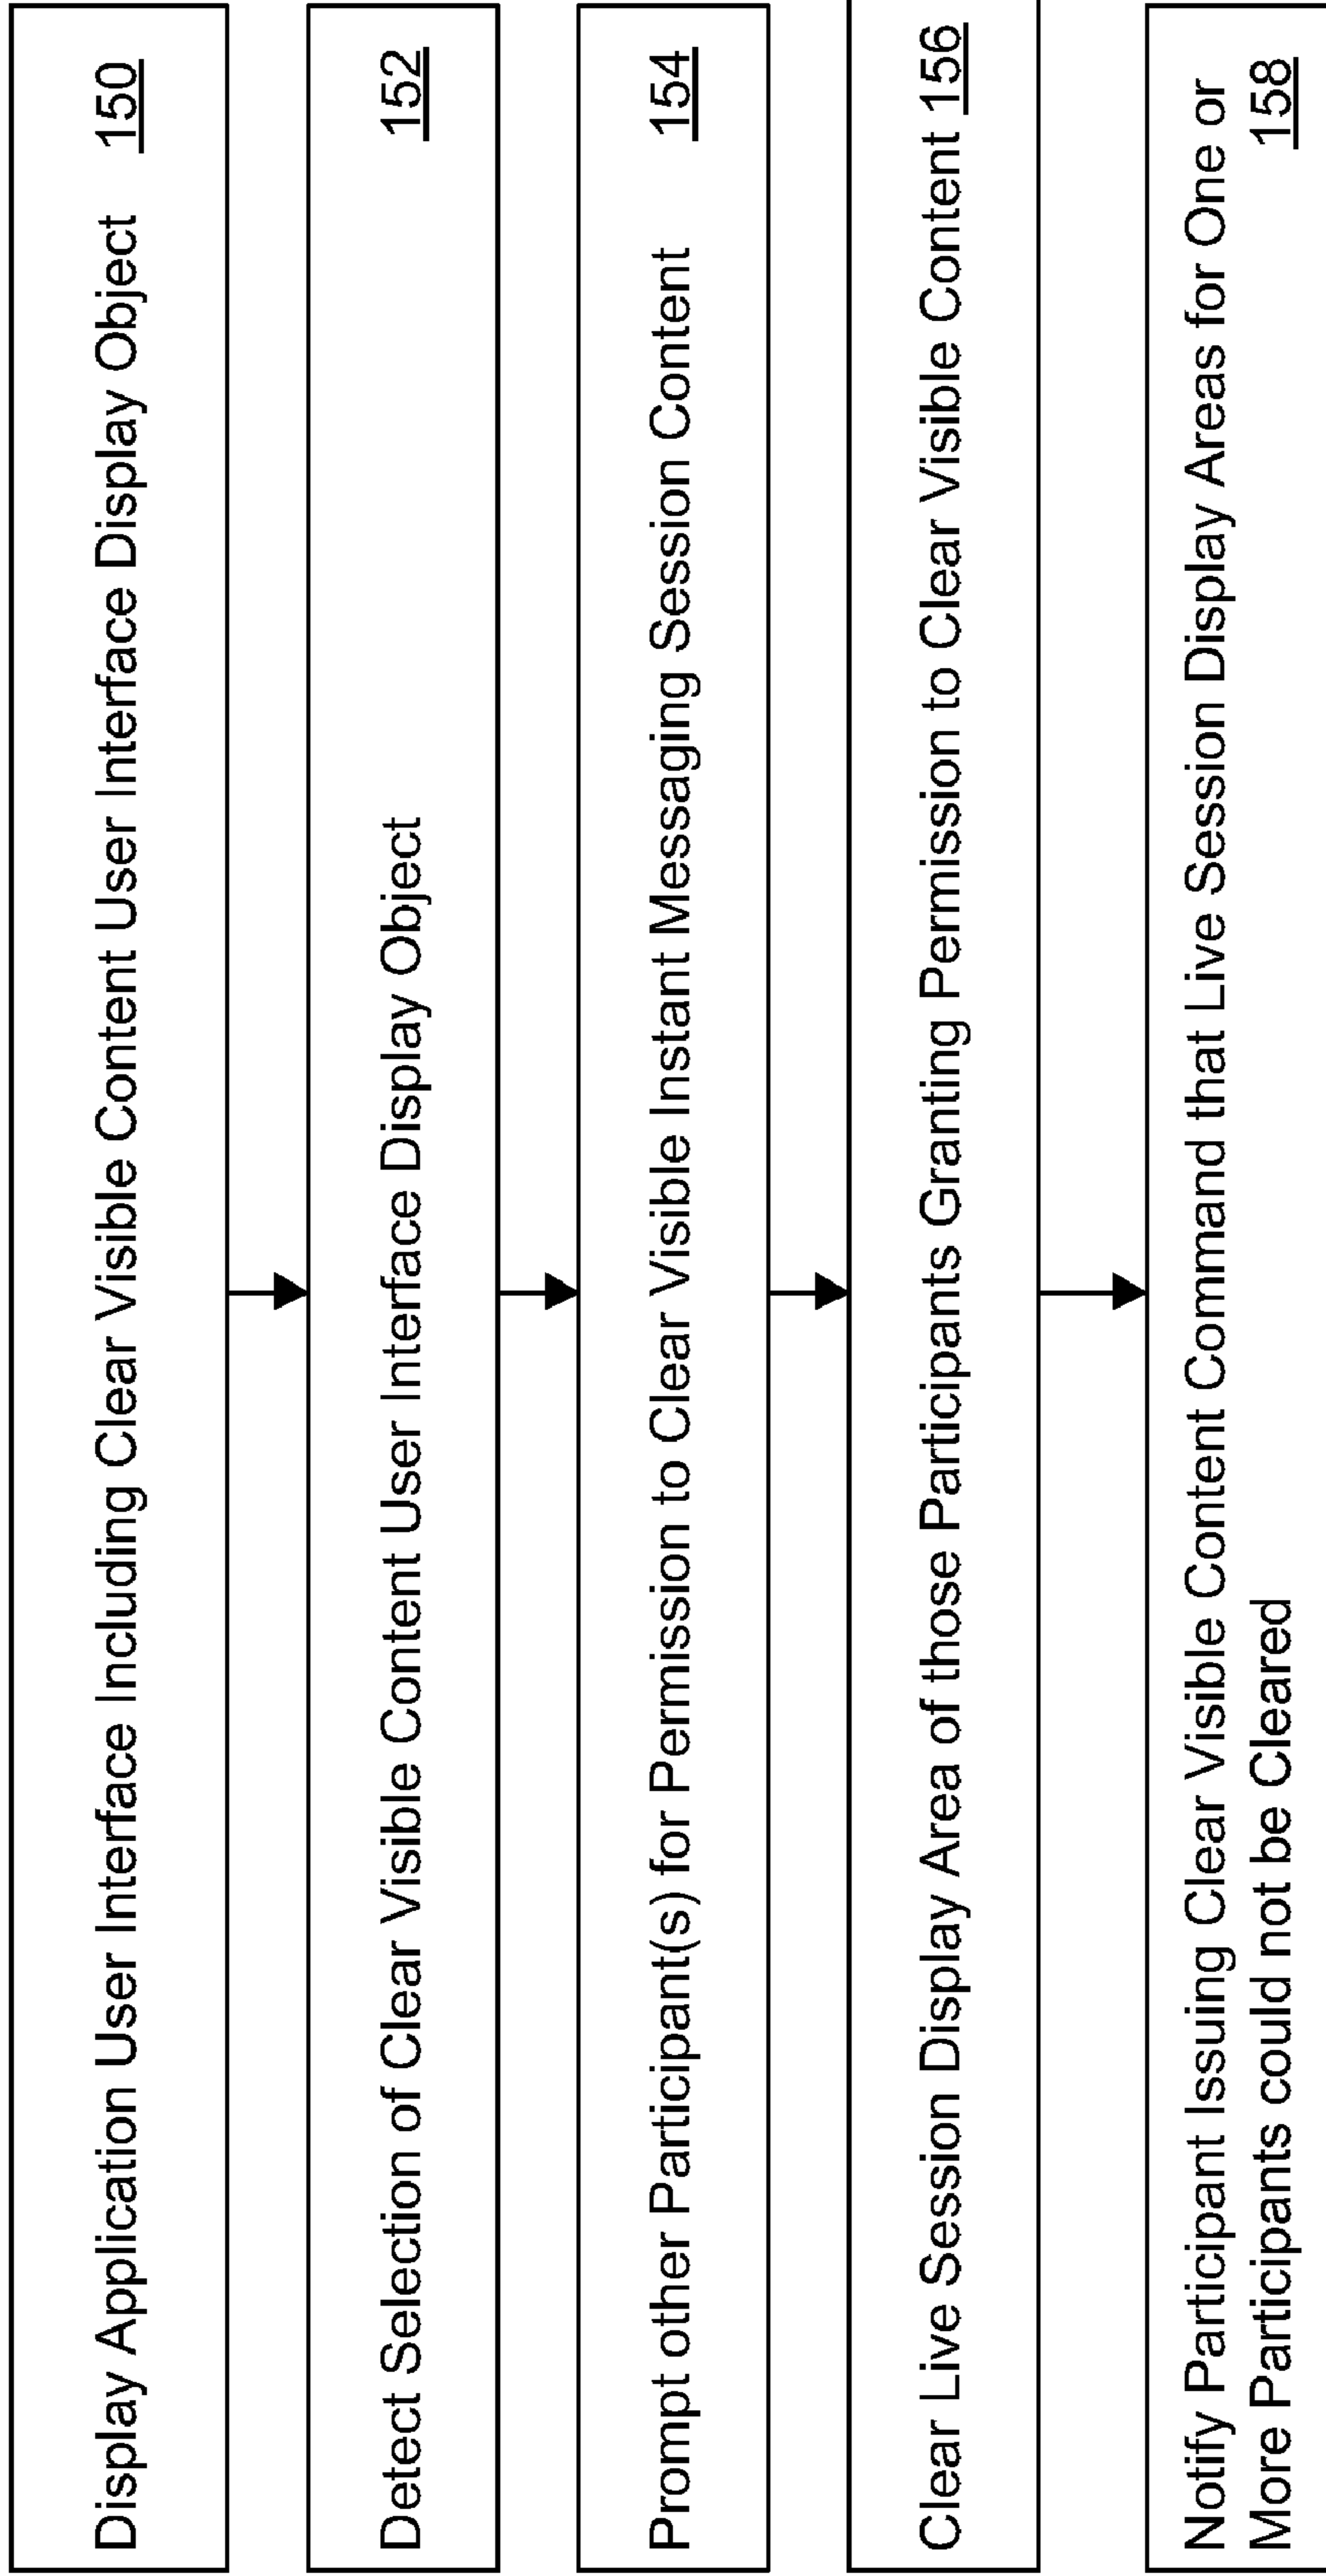 Display Application User Interface Including Clear Visible Content User Interface Display Object 150
Detect Selection of Clear Visible Content User Interface Display Object 152
Prompt other Participant(s) for Permission to Clear Visible Instant Messaging Session Content 154
Clear Live Session Display Area of those Participants Granting Permission to Clear Visible Content 156
Notify Participant Issuing Clear Visible Content Command that Live Session Display Areas for One or
More Participants could not be Cleared 158